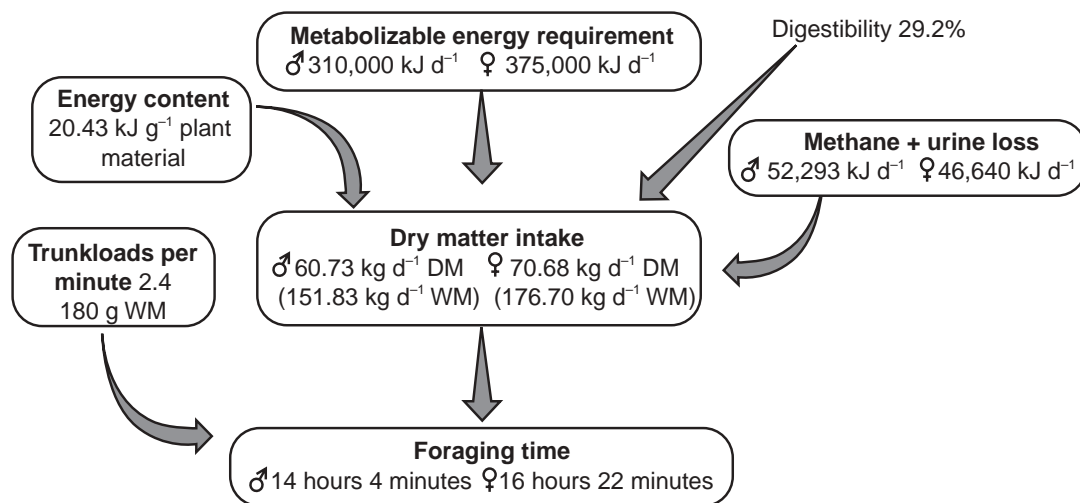 Metabolizable energy requirement
♂310,000 kJ d⁻¹ ♀ 375,000 kJ d⁻¹
Digestibility 29.2%
Energy content
20.43 kJ g⁻¹ plant
material
Methane + urine loss
♂ 52,293 kJ d⁻¹ ♀46,640 kJ d⁻¹
Dry matter intake
♂60.73 kg d⁻¹ DM ♀ 70.68 kg d⁻¹ DM
(151.83 kg d⁻¹ WM) (176.70 kg d⁻¹ WM)
Trunkloads per
minute 2.4
180 g WM
Foraging time
♂14 hours 4 minutes ♀16 hours 22 minutes